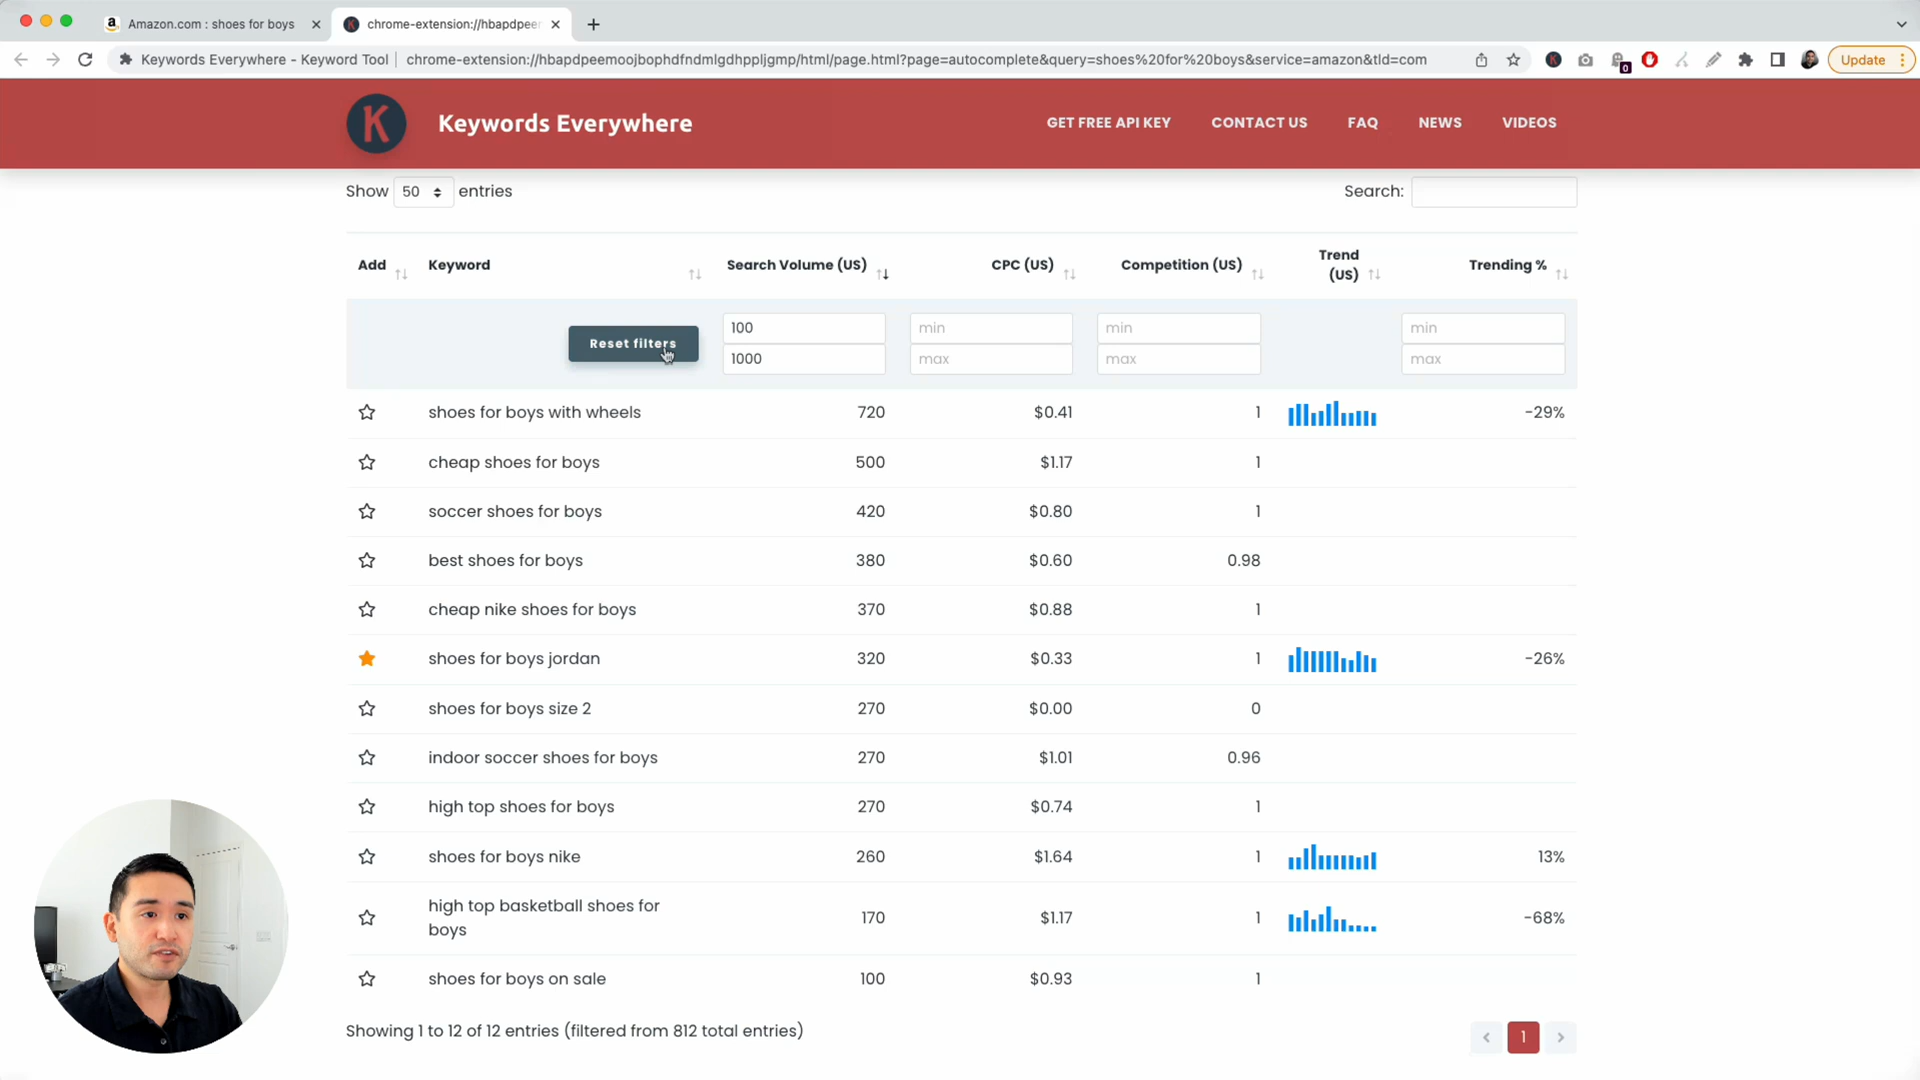 Amazon.com : shoes for boys
chrome-extension://hbapdpeem
Keywords Everywhere - Keyword Tool
chrome-extension://hbapdpeemoojbophdfndmlgdhppljgmp/html/page.html?page=autocomplete&query=shoes%20for%20boys&service=amazon&tld=com
0
Update
K
Keywords Everywhere
GET FREE API KEY
CONTACT US
FAQ
NEWS
VIDEOS
Show 50 entries
Search:
Add
Keyword
Search Volume (US)
CPC (US)
Competition (US)
Trend
(US)
Trending %
Reset filters
100
1000
min
max
min
max
min
max
shoes for boys with wheels 720 $0.41 1 -29%
cheap shoes for boys 500 $1.17 1
soccer shoes for boys 420 $0.80 1
best shoes for boys 380 $0.60 0.98
cheap nike shoes for boys 370 $0.88 1
shoes for boys jordan 320 $0.33 1 -26%
shoes for boys size 2 270 $0.00 0
indoor soccer shoes for boys 270 $1.01 0.96
high top shoes for boys 270 $0.74 1
shoes for boys nike 260 $1.64 1 13%
high top basketball shoes for
boys 170 $1.17 1 -68%
shoes for boys on sale 100 $0.93 1
Showing 1 to 12 of 12 entries (filtered from 812 total entries)
1